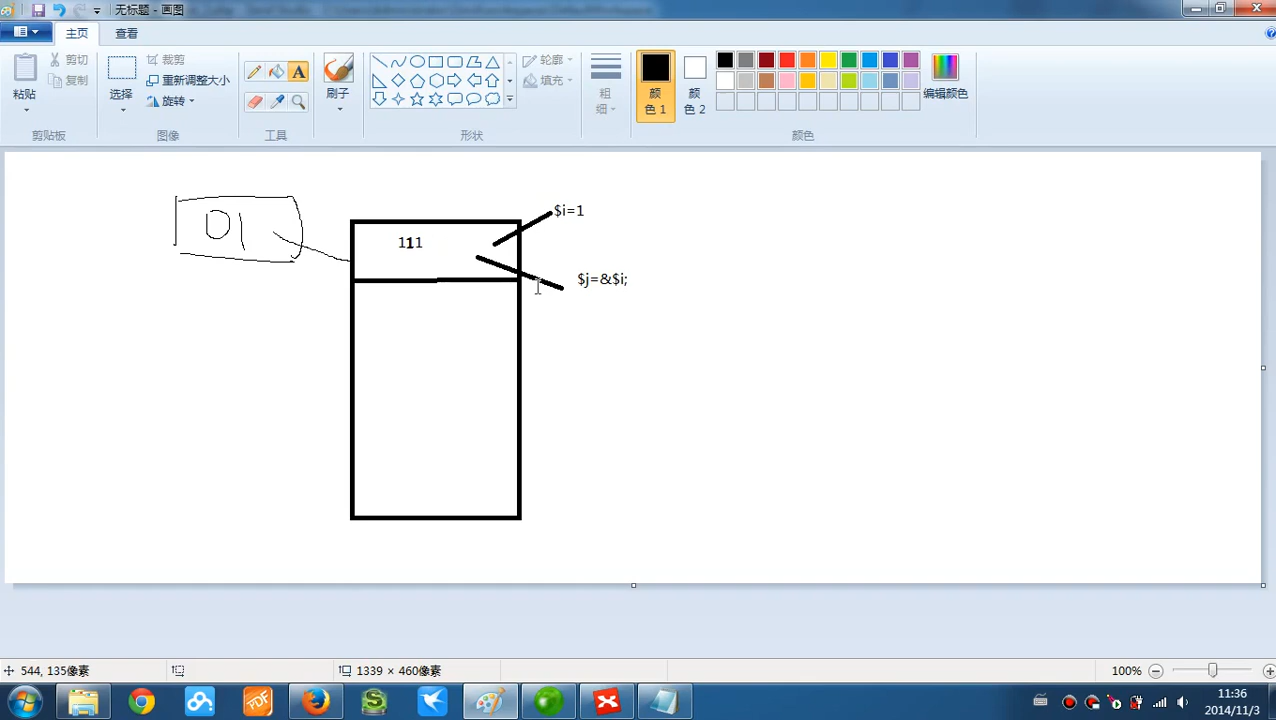 无标题 - 画图
主页
查看
粘贴
剪切
复制
剪贴板
选择
裁剪
重新调整大小
旋转
图像
A
工具
刷子
轮廓
填充
形状
粗
细
颜
色 1
颜
色 2
编辑颜色
颜色
01
111
$i=1
$j=&$i;
544, 135像素
1339 × 460像素
100%
PDF
S
11:36
2014/11/3